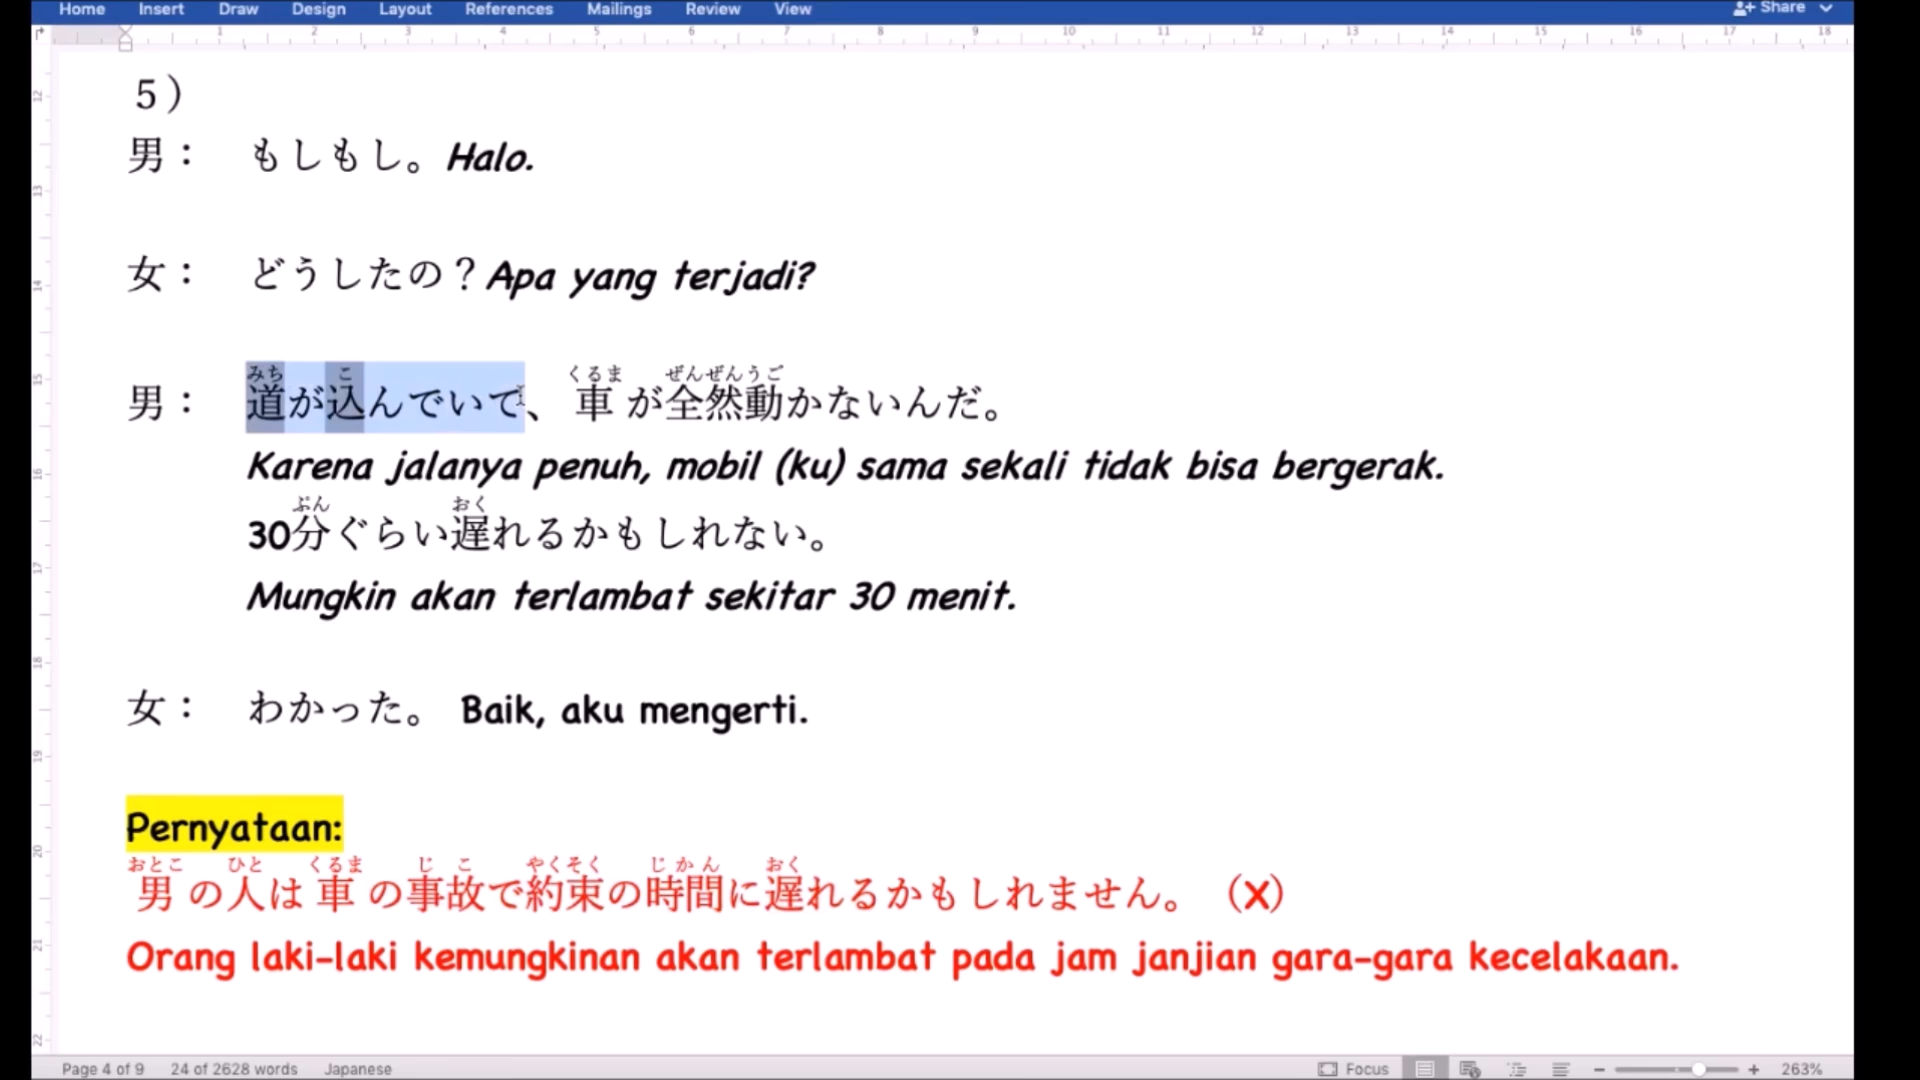 Home Insert Draw Design Layout References Mailings Review View Share
5）
男： もしもし。Halo.
女： どうしたの？Apa yang terjadi?
みち こ くるま ぜんぜんうご
男： 道が込んでいて、車が全然動かないんだ。
Karena jalanya penuh, mobil (ku) sama sekali tidak bisa bergerak.
ぷん おく
30分ぐらい遅れるかもしれない。
Mungkin akan terlambat sekitar 30 menit.
女： わかった。 Baik, aku mengerti.
Pernyataan:
おとこ ひと くるま じこ やくそく じかん おく
男の人は車の事故で約束の時間に遅れるかもしれません。（X）
Orang laki-laki kemungkinan akan terlambat pada jam janjian gara-gara kecelakaan.
Page 4 of 9 24 of 2628 words Japanese Focus 263%